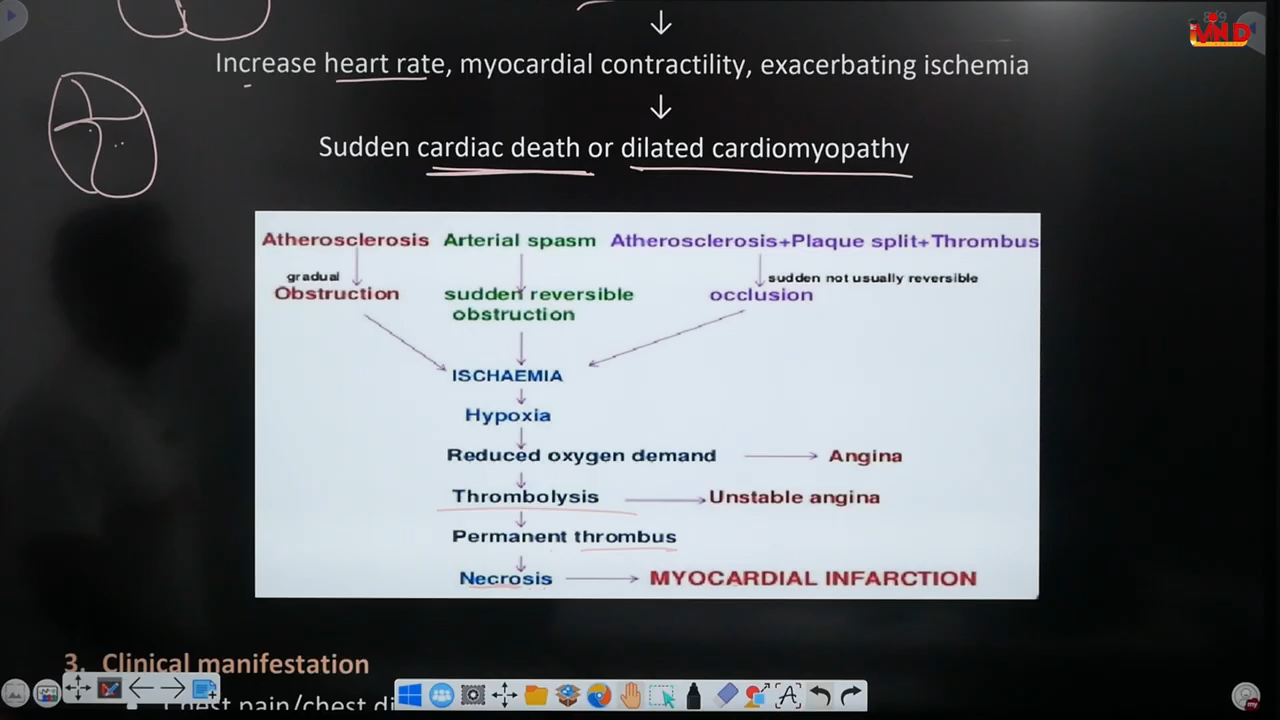 Increase heart rate, myocardial contractility, exacerbating ischemia
Sudden cardiac death or dilated cardiomyopathy
Atherosclerosis Arterial spasm Atherosclerosis+Plaque split+Thrombus
gradual sudden not usually reversible
Obstruction sudden reversible obstruction occlusion
ISCHAEMIA
Hypoxia
Reduced oxygen demand Angina
Thrombolysis Unstable angina
Permanent thrombus
Necrosis MYOCARDIAL INFARCTION
3. Clinical manifestation
Chest pain/chest di